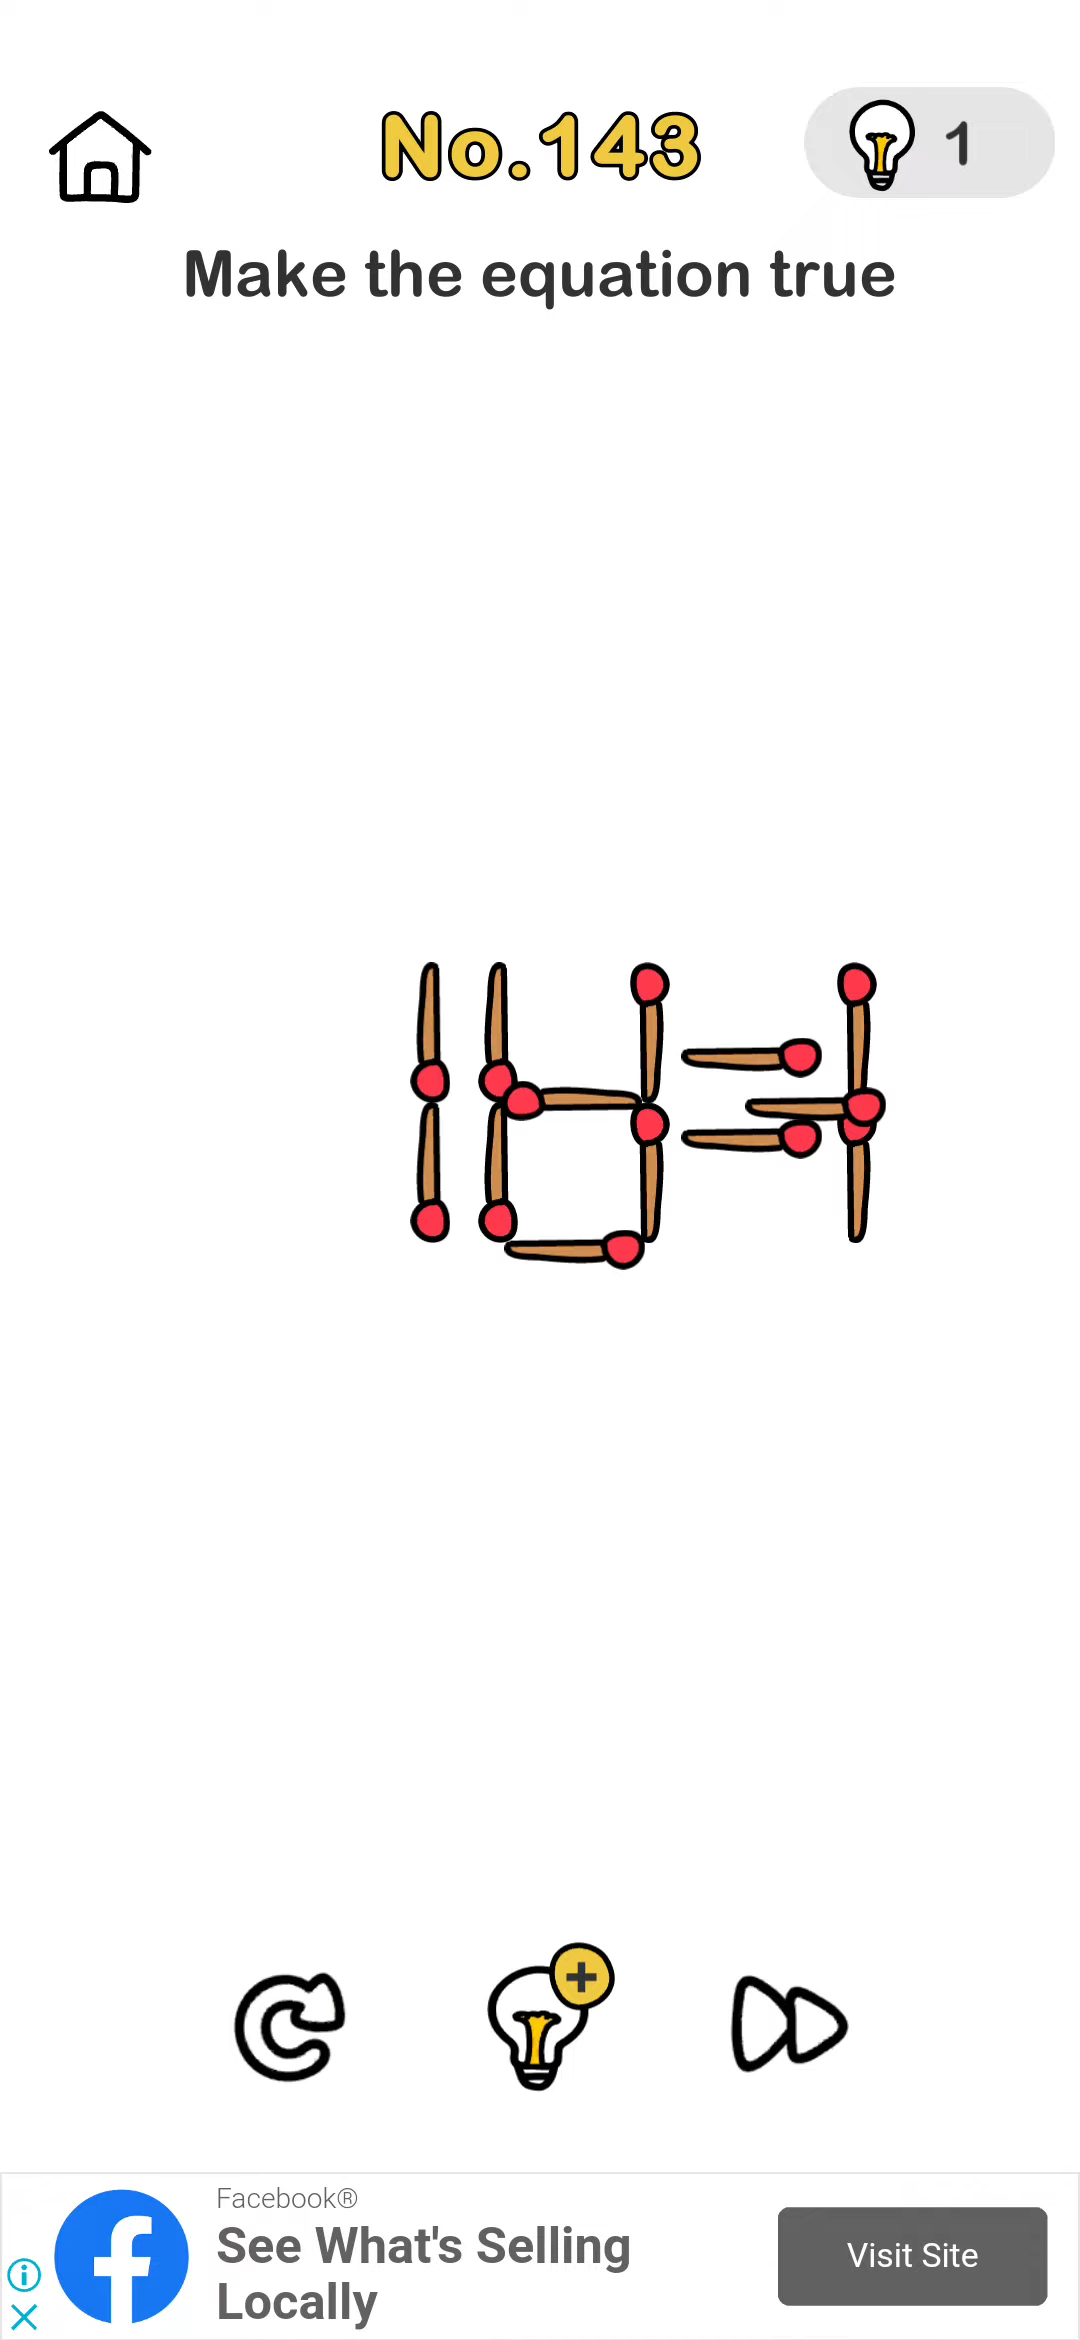 No.143
1
Make the equation true
Facebook®
See What's Selling
Locally
Visit Site